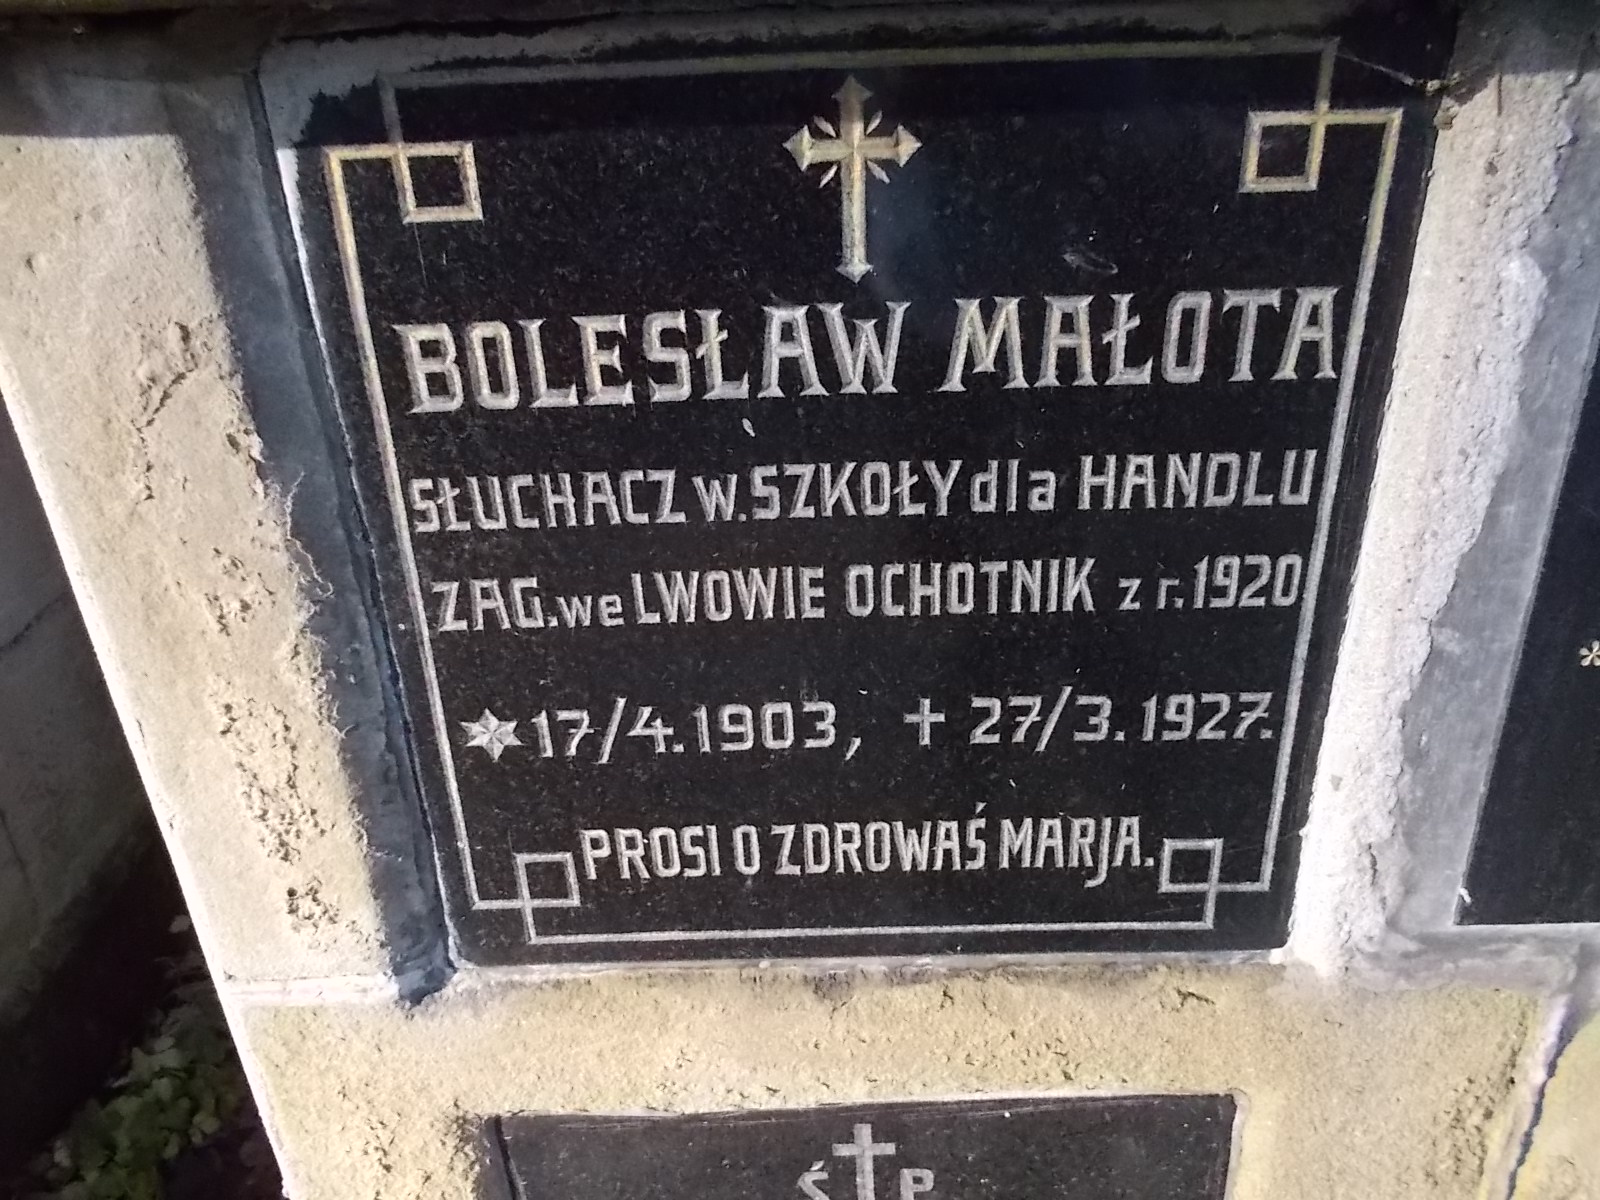 BOLESŁAW MAŁOTA
SŁUCHACZ w. SZKOŁY dla HANDLU
ZAG. we LWOWIE OCHOTNIK z r. 1920
* 17/4. 1903, † 27/3. 1927.
PROSI O ZDROWAŚ MARJA.
Ś † P
*